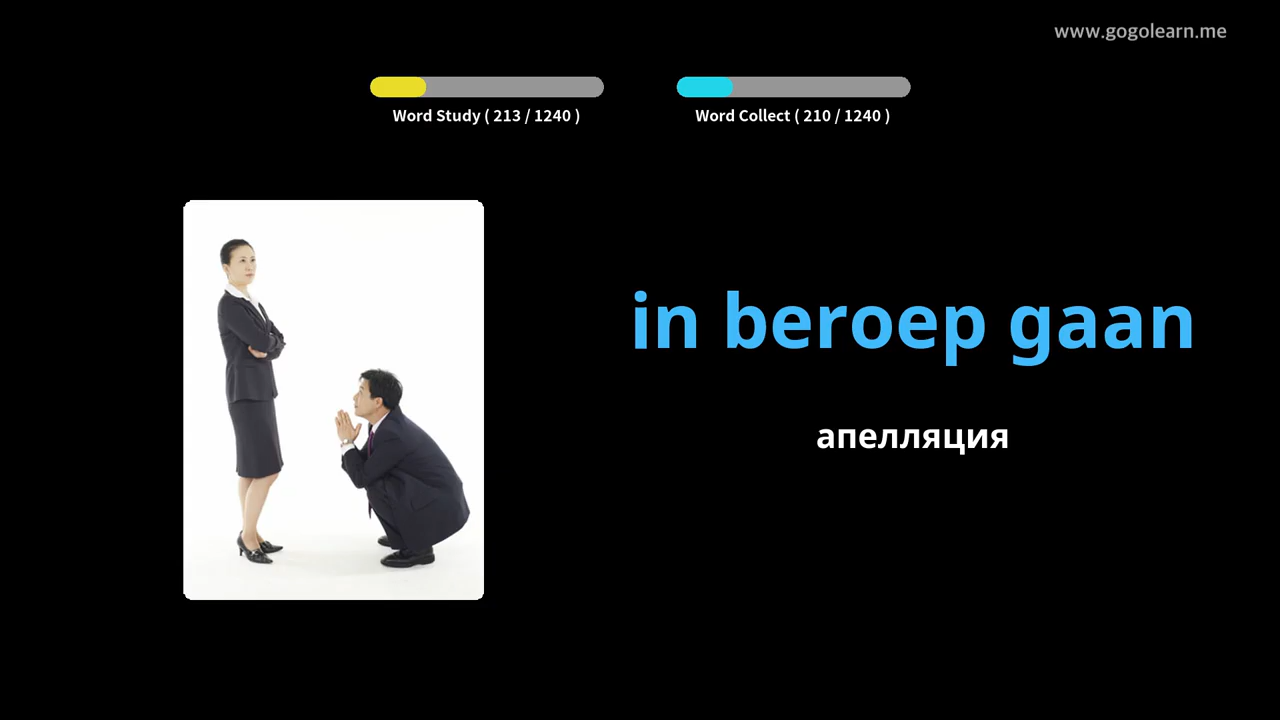 www.gogolearn.me
Word Study ( 213 / 1240 )
Word Collect ( 210 / 1240 )
in beroep gaan
апелляция